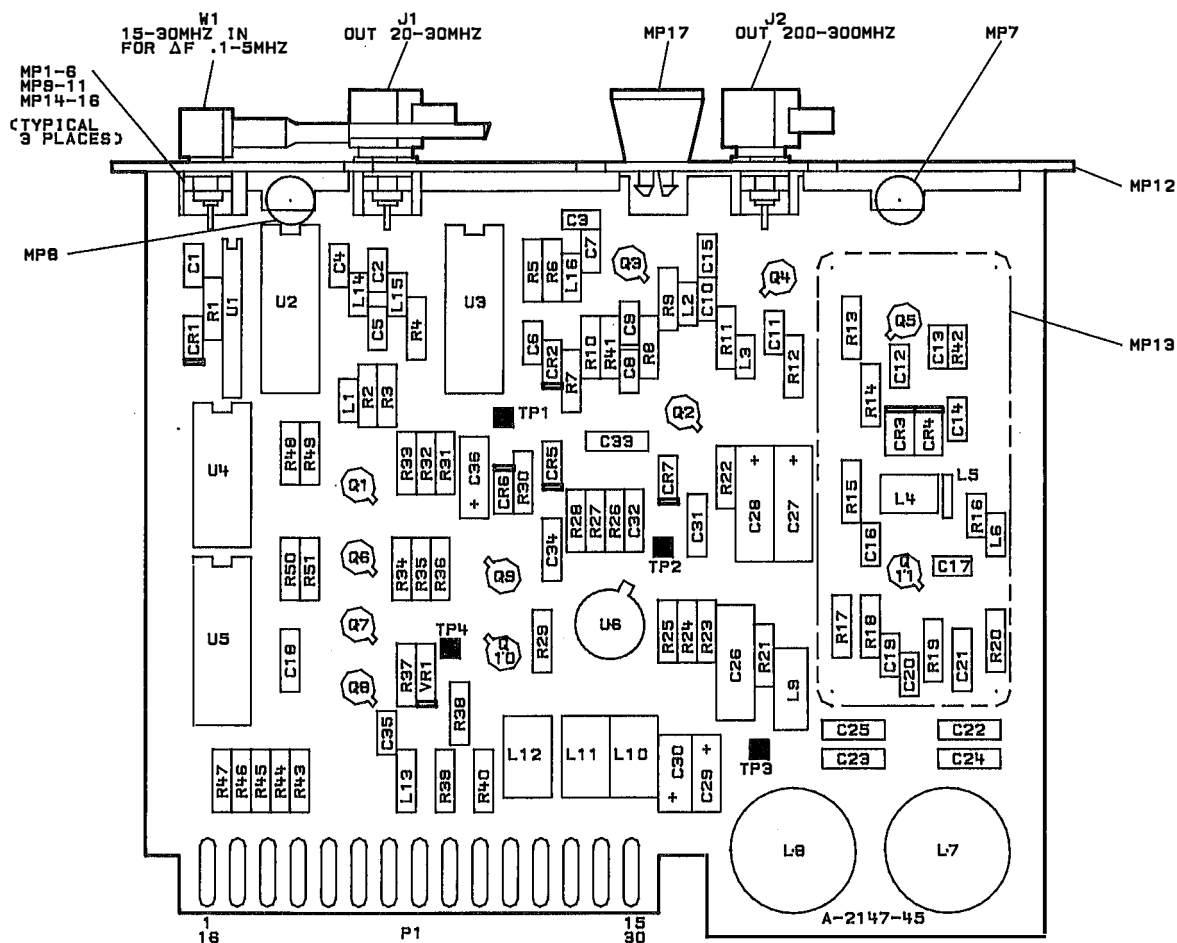 W1
15-30MHZ IN
FOR ΔF .1-5MHZ
J1
OUT 20-30MHZ
MP17
J2
OUT 200-300MHZ
MP7
MP1-6
MP9-11
MP14-16
(TYPICAL
3 PLACES)
MP12
MP8
MP13
C1
R1
CR1
U1
U2
C4
L14
C2
C5
L15
R4
U3
R5
R6
L16
C3
C7
Q3
R9
L2
C15
C10
Q4
R11
L3
C11
R12
R13
Q5
C12
C13
R42
R14
CR3
CR4
C14
C6
CR2
R7
R10
R41
C9
C8
R8
L1
R2
R3
TP1
Q2
C33
U4
R48
R49
Q1
R33
R32
R31
C36
+
CR6
R30
CR5
CR7
R22
+
C28
+
C27
R15
L4
L5
R16
L6
C16
C17
R28
R27
R26
C32
C31
C34
TP2
Q11
R50
R51
Q6
R34
R35
R36
Q9
U5
C18
Q7
TP4
Q10
R29
U6
R25
R24
R23
C26
R21
L9
R17
R18
C19
C20
R19
C21
R20
Q8
R37
VR1
R38
C35
L12
L11
L10
C30
+
C29
+
TP3
C25
C22
C23
C24
R47
R46
R45
R44
R43
L13
R39
R40
L8
L7
1
16
P1
15
30
A-2147-45